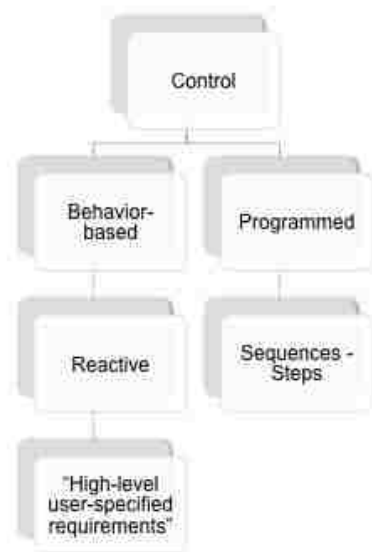 Control
Behavior-
based
Programmed
Reactive
Sequences -
Steps
“High-level
user-specified
requirements”